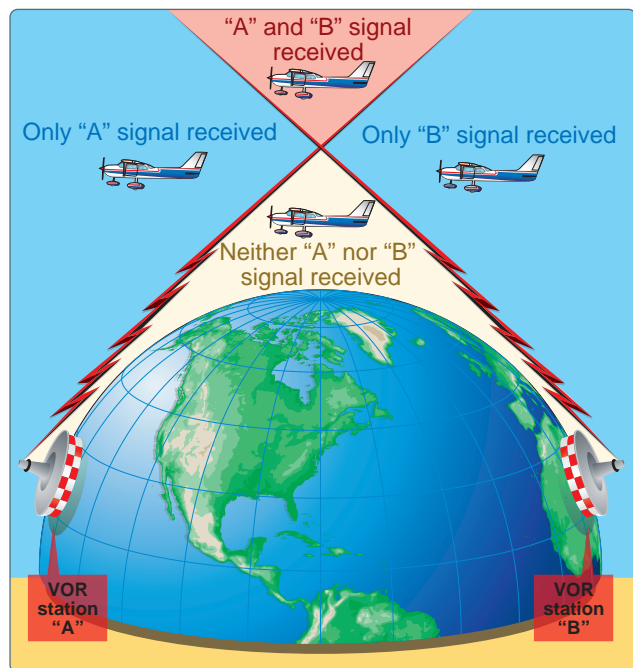 “A” and “B” signal
received
Only “A” signal received
Only “B” signal received
Neither “A” nor “B”
signal received
VOR
station
“A”
VOR
station
“B”